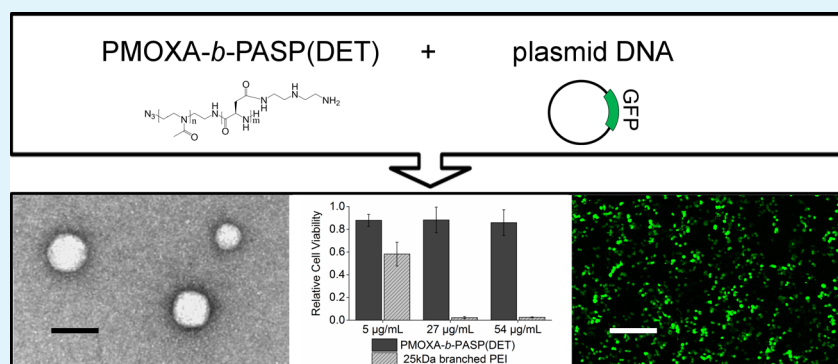 PMOXA-b-PASP(DET) + plasmid DNA
N₃ N n H N O O H N m O N H H N NH₂
GFP
Relative Cell Viability
1.0
0.8
0.6
0.4
0.2
0.0
5 µg/mL 27 µg/mL 54 µg/mL
PMOXA-b-PASP(DET)
25kDa branched PEI